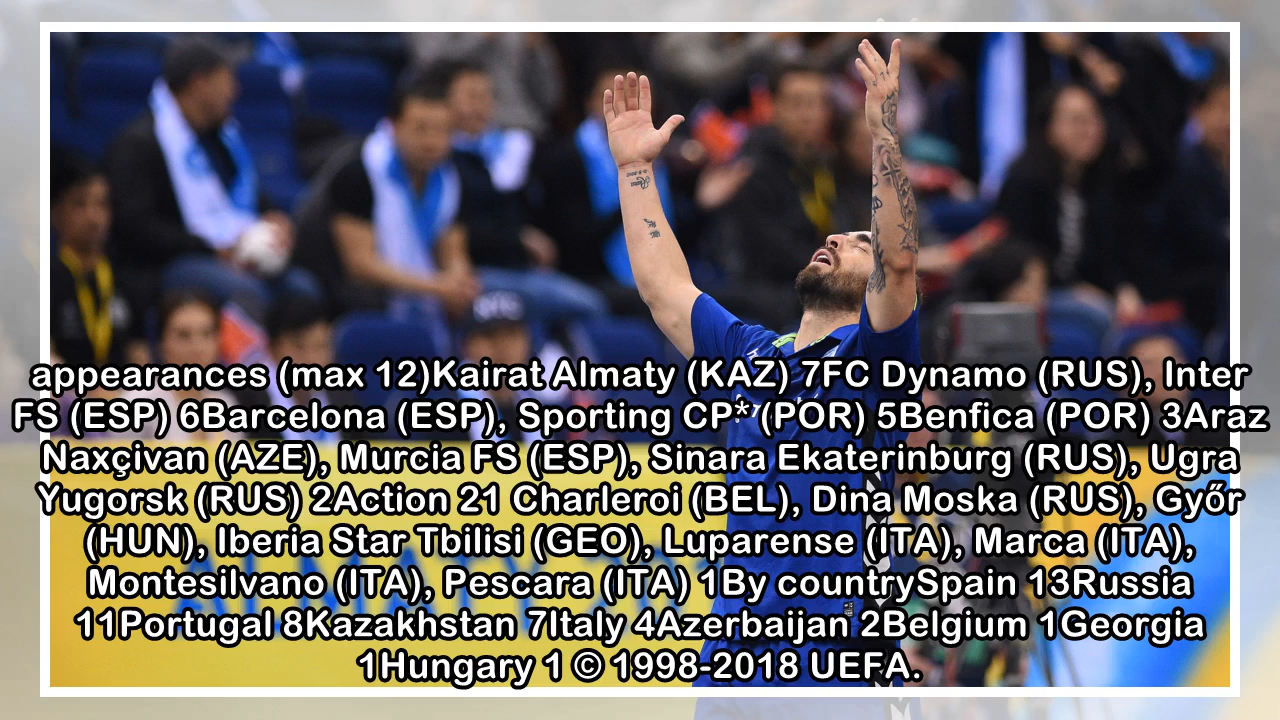 appearances (max 12)Kairat Almaty (KAZ) 7FC Dynamo (RUS), Inter
FS (ESP) 6Barcelona (ESP), Sporting CP* (POR) 5Benfica (POR) 3Araz
Naxçivan (AZE), Murcia FS (ESP), Sinara Ekaterinburg (RUS), Ugra
Yugorsk (RUS) 2Action 21 Charleroi (BEL), Dina Moska (RUS), Győr
(HUN), Iberia Star Tbilisi (GEO), Luparense (ITA), Marca (ITA),
Montesilvano (ITA), Pescara (ITA) 1By countrySpain 13Russia
11Portugal 8Kazakhstan 7Italy 4Azerbaijan 2Belgium 1Georgia
1Hungary 1 © 1998-2018 UEFA.